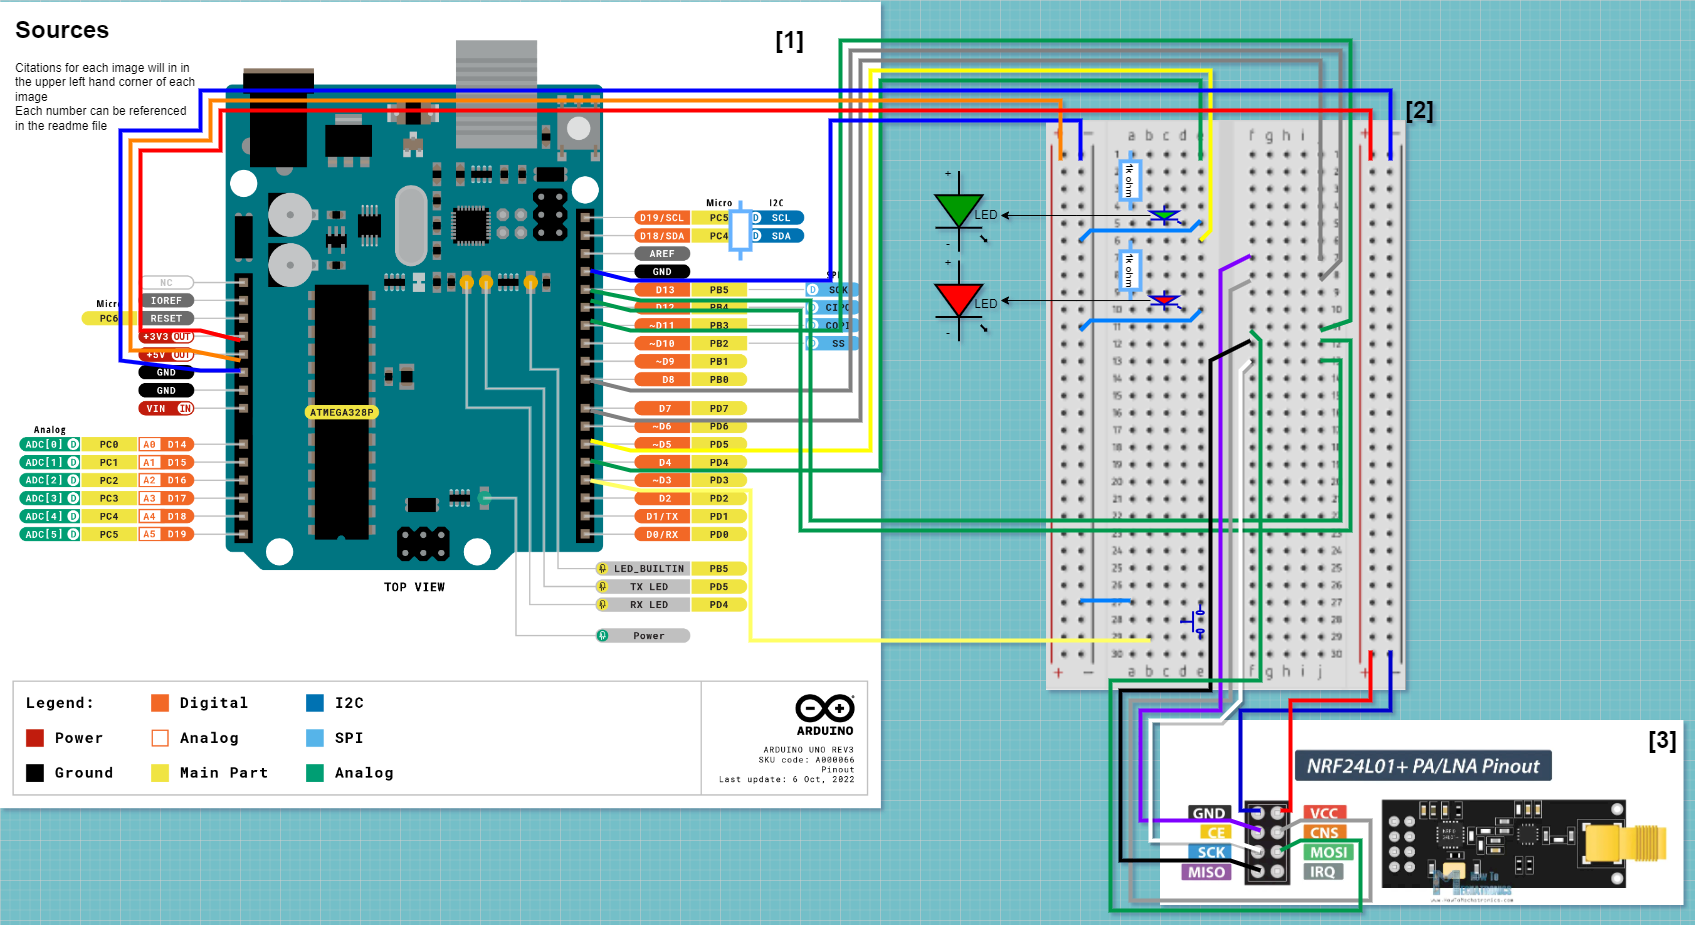 Sources
Citations for each image will in in
the upper left hand corner of each
image
Each number can be referenced
in the readme file
[1]
[2]
[3]
Micro
I2C
D19/SCL PC5 D SCL
D18/SDA PC4 D SDA
AREF
GND
D13 PB5 D SCK
D12 PB4 D CIPO
~D11 PB3 COPI
~D10 PB2 D SS
~D9 PB1
D8 PB0
D7 PD7
~D6 PD6
~D5 PD5
D4 PD4
~D3 PD3
D2 PD2
D1/TX PD1
D0/RX PD0
LED_BUILTIN PB5
TX LED PD5
RX LED PD4
Power
NC
IOREF
Micro
PC6 RESET
+3V3 OUT
+5V OUT
GND
GND
VIN IN
Analog
ADC[0] D PC0 A0 D14
ADC[1] D PC1 A1 D15
ADC[2] D PC2 A2 D16
ADC[3] D PC3 A3 D17
ADC[4] D PC4 A4 D18
ADC[5] D PC5 A5 D19
ATMEGA328P
TOP VIEW
Legend:
Digital
I2C
Power
Analog
SPI
Ground
Main Part
Analog
ARDUINO
ARDUINO UNO REV3
SKU code: A000066
Pinout
Last update: 6 Oct, 2022
+
LED
-
+
LED
-
1k ohm
1k ohm
+ − a b c d e f g h i j + −
+ − a b c d e f g h i j + −
NRF24L01+ PA/LNA Pinout
GND VCC
CE CNS
SCK MOSI
MISO IRQ
How To
MECHATRONICS
www.HowToMechatronics.com